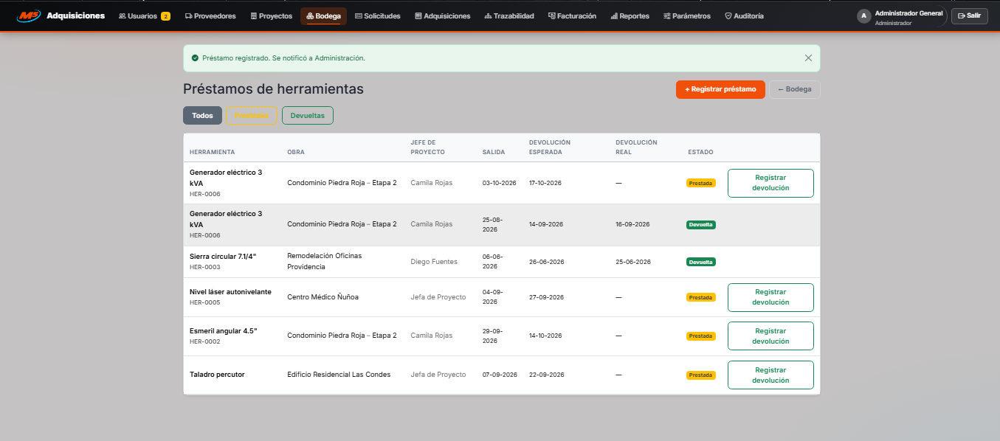 M5 Adquisiciones Usuarios 2 Proveedores Proyectos Bodega Solicitudes Adquisiciones Trazabilidad Facturación Reportes Parámetros Auditoría A Administrador General Salir
Administrador
Préstamo registrado. Se notificó a Administración.
Préstamos de herramientas
+ Registrar préstamo ← Bodega
Todos Prestadas Devueltas
HERRAMIENTA OBRA JEFE DE PROYECTO SALIDA DEVOLUCIÓN ESPERADA DEVOLUCIÓN REAL ESTADO
Generador eléctrico 3 kVA
HER-0006
Condominio Piedra Roja – Etapa 2 Camila Rojas 03-10-2026 17-10-2026 — Prestada Registrar devolución
Generador eléctrico 3 kVA
HER-0006
Condominio Piedra Roja – Etapa 2 Camila Rojas 25-08-2026 14-09-2026 16-09-2026 Devuelta
Sierra circular 7.1/4"
HER-0003
Remodelación Oficinas Providencia Diego Fuentes 06-06-2026 26-06-2026 25-06-2026 Devuelta
Nivel láser autonivelante
HER-0005
Centro Médico Ñuñoa Jefa de Proyecto 04-09-2026 27-09-2026 — Prestada Registrar devolución
Esmeril angular 4.5"
HER-0002
Condominio Piedra Roja – Etapa 2 Camila Rojas 29-09-2026 14-10-2026 — Prestada Registrar devolución
Taladro percutor Edificio Residencial Las Condes Jefa de Proyecto 07-09-2026 22-09-2026 — Prestada Registrar devolución